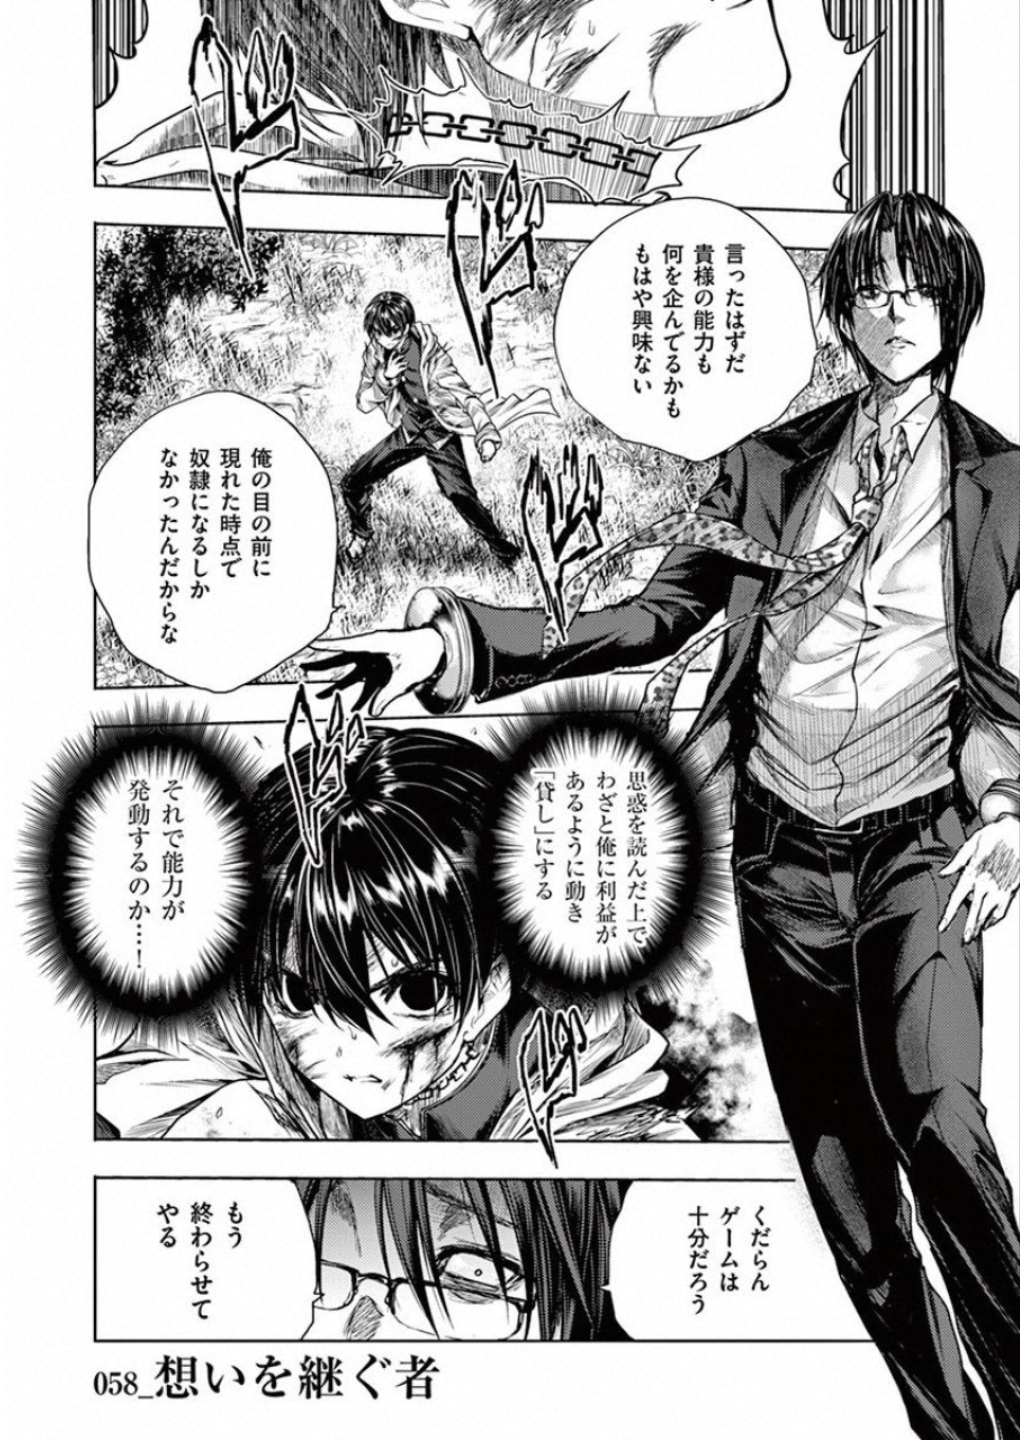 言ったはずだ
貴様の能力も
何を企んでるかも
もはや興味ない
俺の目の前に
現れた時点で
奴隷になるしか
なかったんだからな
思惑を読んだ上で
わざと俺に利益が
あるように動き
「貸し」にする
それで能力が
発動するのか……！
くだらん
ゲームは
十分だろう
もう
終わらせて
やる
058_想いを継ぐ者